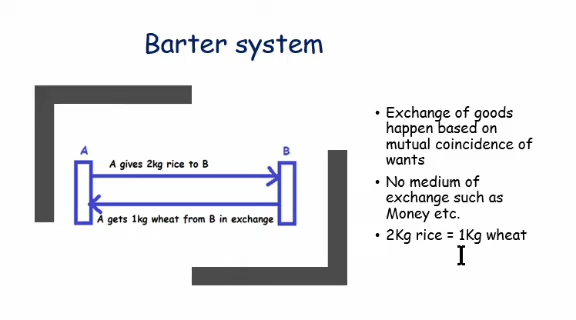 Barter system
A
B
A gives 2kg rice to B
A gets 1kg wheat from B in exchange
• Exchange of goods
happen based on
mutual coincidence of
wants
• No medium of
exchange such as
Money etc.
• 2Kg rice = 1Kg wheat